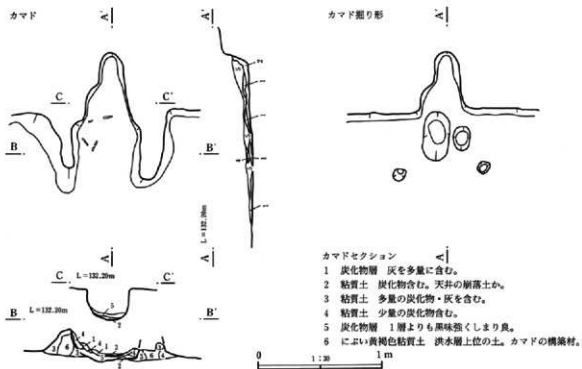 カマド
A'
カマド掘り形
A'
C
C'
B
B'
L=132.20m
A
A
A
C
L=132.20m
C'
B
L=132.20m
B'
カマドセクション
1 炭化物層 灰を多量に含む。
2 粘質土 炭化物含む。天井の崩落土か。
3 粘質土 多量の炭化物・灰を含む。
4 粘質土 少量の炭化物含む。
5 炭化物層 1層よりも黒味強くしまり良。
6 にぶい黄褐色粘質土 洪水層上位の土。カマドの構築材。
0
1:30
1m